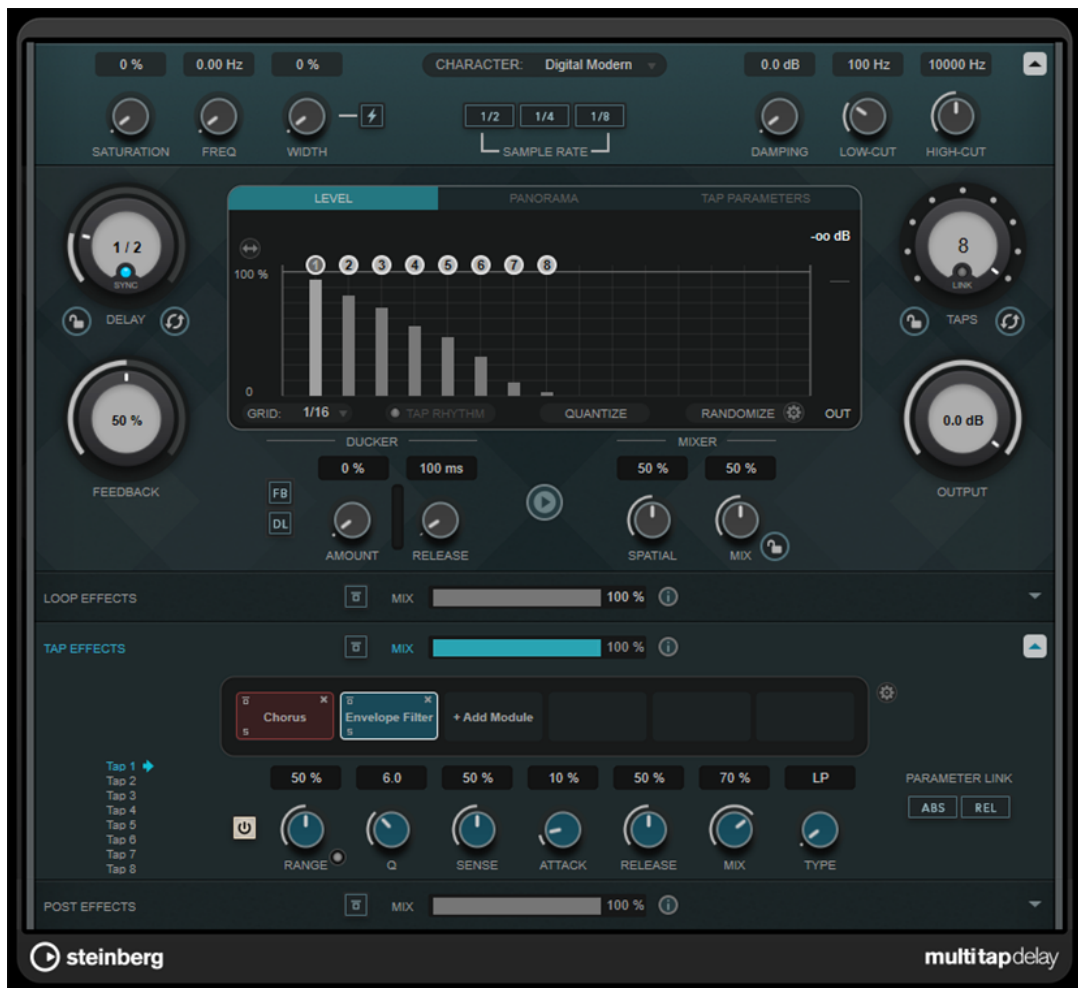 0 % 0.00 Hz 0 % CHARACTER: Digital Modern 0.0 dB 100 Hz 10000 Hz
1/2 1/4 1/8
SATURATION FREQ WIDTH SAMPLE RATE DAMPING LOW-CUT HIGH-CUT
LEVEL PANORAMA TAP PARAMETERS
-oo dB
1 / 2
SYNC
DELAY
8
LINK
TAPS
1 2 3 4 5 6 7 8
100 %
0
GRID: 1/16 TAP RHYTHM QUANTIZE RANDOMIZE OUT
50 %
FEEDBACK
0.0 dB
OUTPUT
DUCKER MIXER
0 % 100 ms 50 % 50 %
FB
DL
AMOUNT RELEASE SPATIAL MIX
LOOP EFFECTS MIX 100 %
TAP EFFECTS MIX 100 %
Chorus Envelope Filter + Add Module
S S
Tap 1
Tap 2
Tap 3
Tap 4
Tap 5
Tap 6
Tap 7
Tap 8
50 % 6.0 50 % 10 % 50 % 70 % LP
RANGE Q SENSE ATTACK RELEASE MIX TYPE
PARAMETER LINK
ABS REL
POST EFFECTS MIX 100 %
steinberg multitapdelay